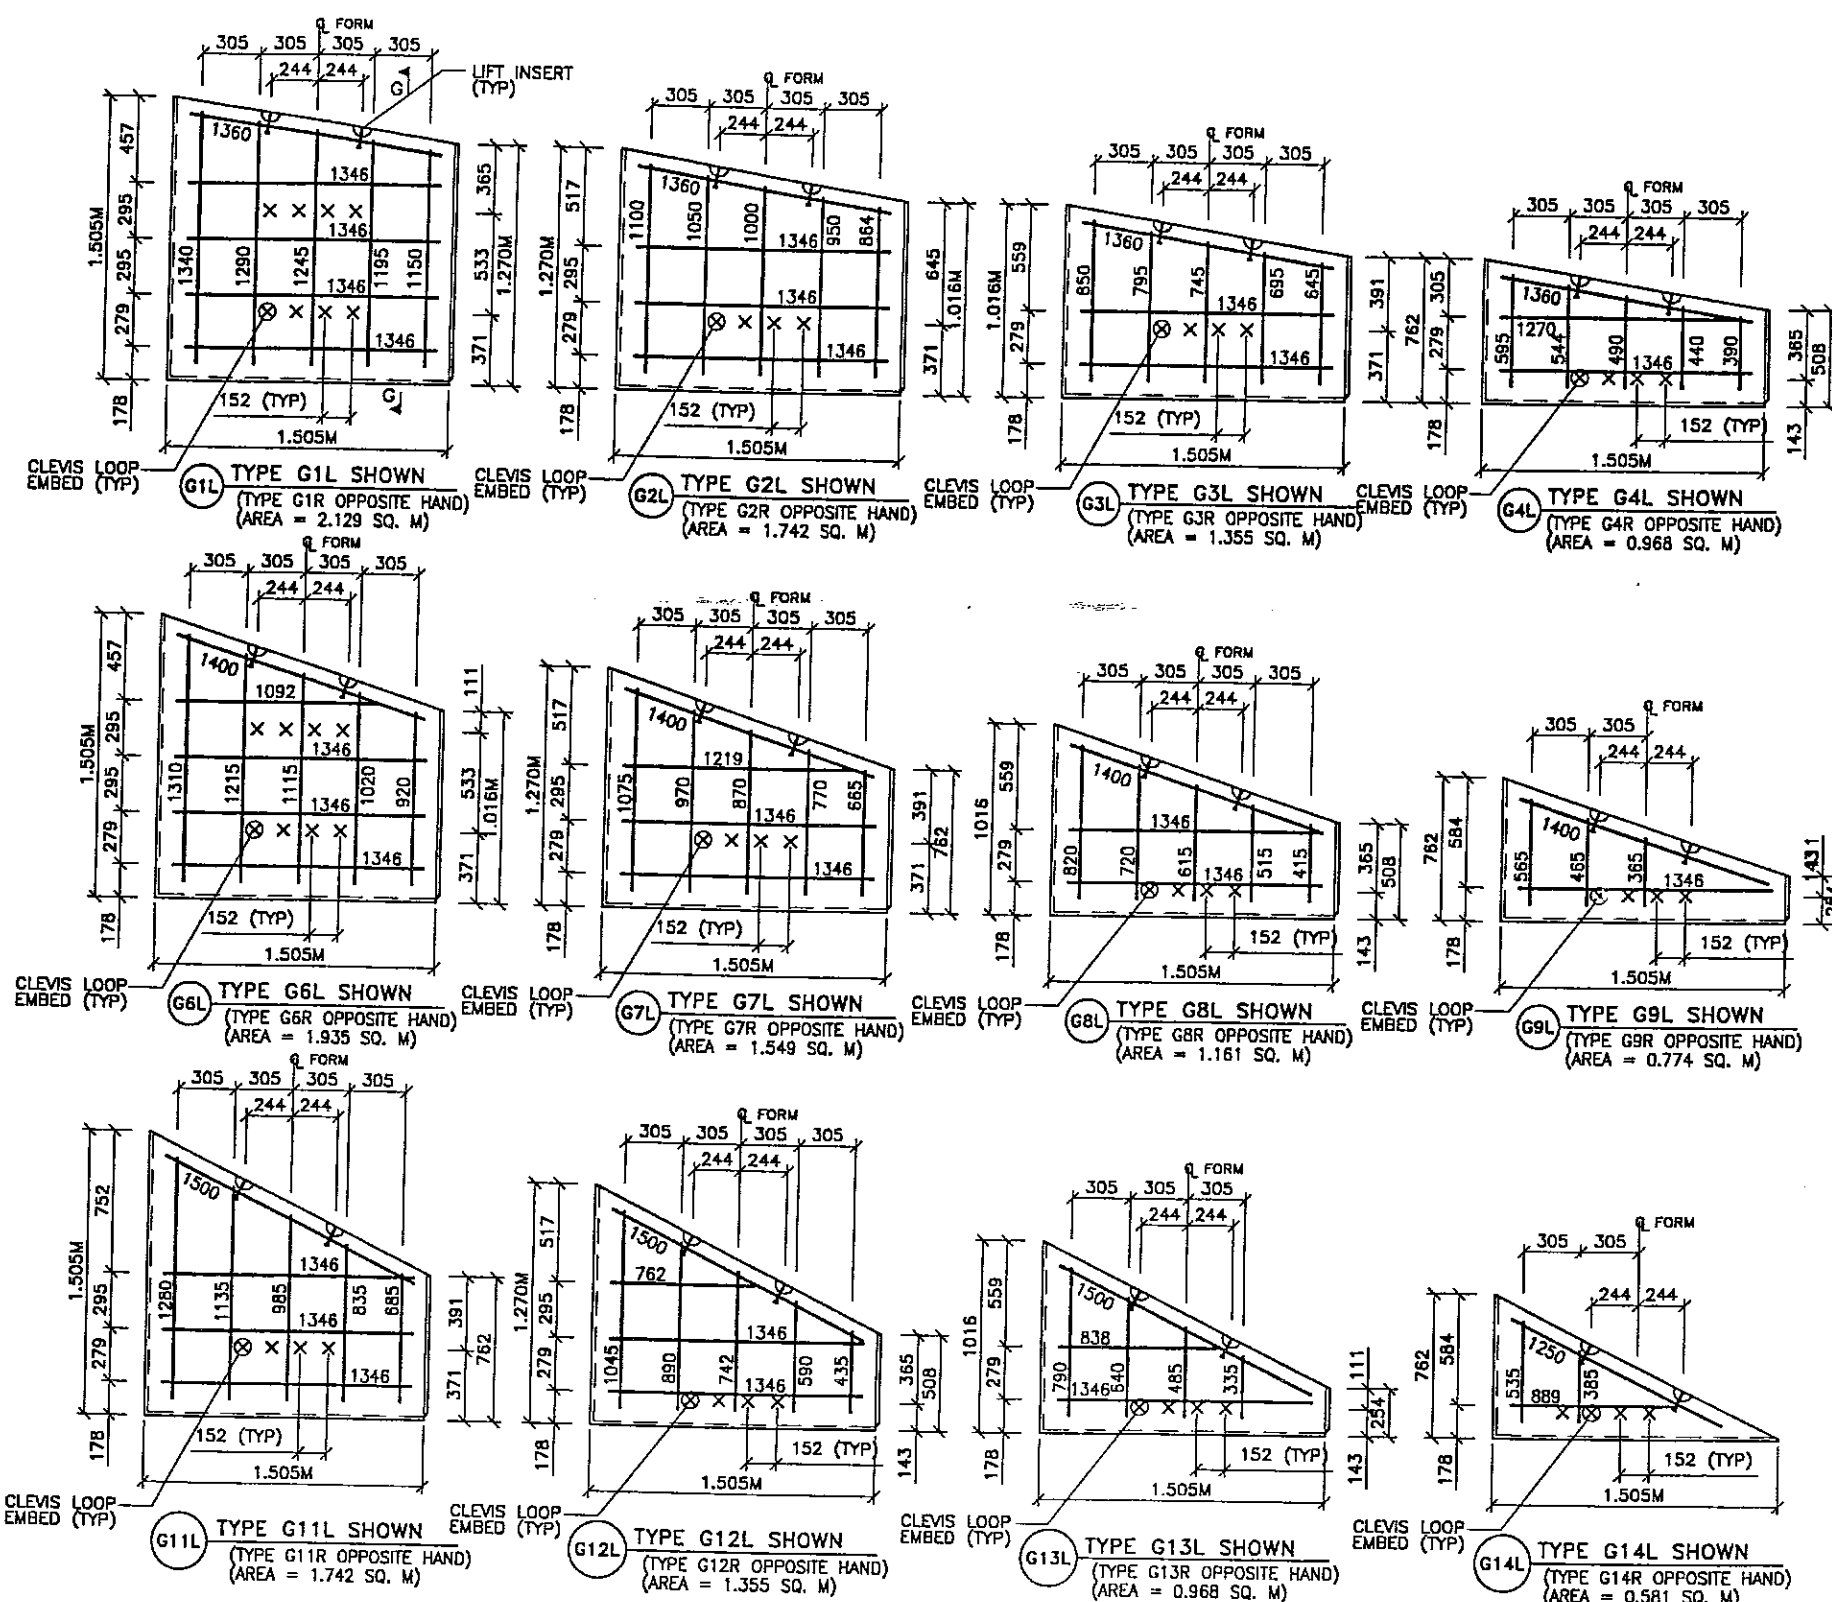 ℄ FORM
305 305 305 305
244 244
G
LIFT INSERT
(TYP)
1.505M
457
295
295
279
178
1360
1346
1346
1346
1346
1340
1290
1245
1195
1150
365
533
371
1.270M
G
152 (TYP)
1.505M
CLEVIS LOOP
EMBED (TYP)
G1L
TYPE G1L SHOWN
(TYPE G1R OPPOSITE HAND)
(AREA = 2.129 SQ. M)
℄ FORM
305 305 305 305
244 244
1.270M
517
295
279
178
1360
1346
1346
1346
1100
1050
1000
950
864
645
371
1.016M
152 (TYP)
1.505M
CLEVIS LOOP
EMBED (TYP)
G2L
TYPE G2L SHOWN
(TYPE G2R OPPOSITE HAND)
(AREA = 1.742 SQ. M)
℄ FORM
305 305 305 305
244 244
1.016M
559
279
178
1360
1346
1346
850
795
745
695
645
391
371
762
152 (TYP)
1.505M
CLEVIS LOOP
EMBED (TYP)
G3L
TYPE G3L SHOWN
(TYPE G3R OPPOSITE HAND)
(AREA = 1.355 SQ. M)
℄ FORM
305 305 305 305
244 244
305
279
178
1360
1270
1346
595
544
490
440
390
365
508
143
152 (TYP)
1.505M
CLEVIS LOOP
EMBED (TYP)
G4L
TYPE G4L SHOWN
(TYPE G4R OPPOSITE HAND)
(AREA = 0.968 SQ. M)
℄ FORM
305 305 305 305
244 244
1.505M
457
295
295
279
178
1400
1092
1346
1346
1346
1310
1215
1115
1020
920
111
533
371
1.016M
152 (TYP)
1.505M
CLEVIS LOOP
EMBED (TYP)
G6L
TYPE G6L SHOWN
(TYPE G6R OPPOSITE HAND)
(AREA = 1.935 SQ. M)
℄ FORM
305 305 305 305
244 244
1.270M
517
295
279
178
1400
1219
1346
1346
1075
970
870
770
665
391
371
762
152 (TYP)
1.505M
CLEVIS LOOP
EMBED (TYP)
G7L
TYPE G7L SHOWN
(TYPE G7R OPPOSITE HAND)
(AREA = 1.549 SQ. M)
℄ FORM
305 305 305 305
244 244
1016
559
279
178
1400
1346
1346
820
720
615
515
415
365
508
143
152 (TYP)
1.505M
CLEVIS LOOP
EMBED (TYP)
G8L
TYPE G8L SHOWN
(TYPE G8R OPPOSITE HAND)
(AREA = 1.161 SQ. M)
℄ FORM
305 305
244 244
762
584
178
1400
1346
565
465
365
152 (TYP)
1.505M
CLEVIS LOOP
EMBED (TYP)
G9L
TYPE G9L SHOWN
(TYPE G9R OPPOSITE HAND)
(AREA = 0.774 SQ. M)
℄ FORM
305 305 305 305
244 244
1.505M
752
295
279
178
1500
1346
1346
1346
1280
1135
985
835
685
391
371
762
152 (TYP)
1.505M
CLEVIS LOOP
EMBED (TYP)
G11L
TYPE G11L SHOWN
(TYPE G11R OPPOSITE HAND)
(AREA = 1.742 SQ. M)
℄ FORM
305 305 305 305
244 244
1.270M
517
295
279
178
1500
762
1346
1346
1045
890
742
590
435
365
508
143
152 (TYP)
1.505M
CLEVIS LOOP
EMBED (TYP)
G12L
TYPE G12L SHOWN
(TYPE G12R OPPOSITE HAND)
(AREA = 1.355 SQ. M)
℄ FORM
305 305 305
244 244
1016
559
279
178
1500
838
1346
790
640
485
335
111
254
143
152 (TYP)
1.505M
CLEVIS LOOP
EMBED (TYP)
G13L
TYPE G13L SHOWN
(TYPE G13R OPPOSITE HAND)
(AREA = 0.968 SQ. M)
℄ FORM
305 305
244 244
762
584
178
1250
889
535
385
152 (TYP)
1.505M
CLEVIS LOOP
EMBED (TYP)
G14L
TYPE G14L SHOWN
(TYPE G14R OPPOSITE HAND)
(AREA = 0.581 SQ. M)